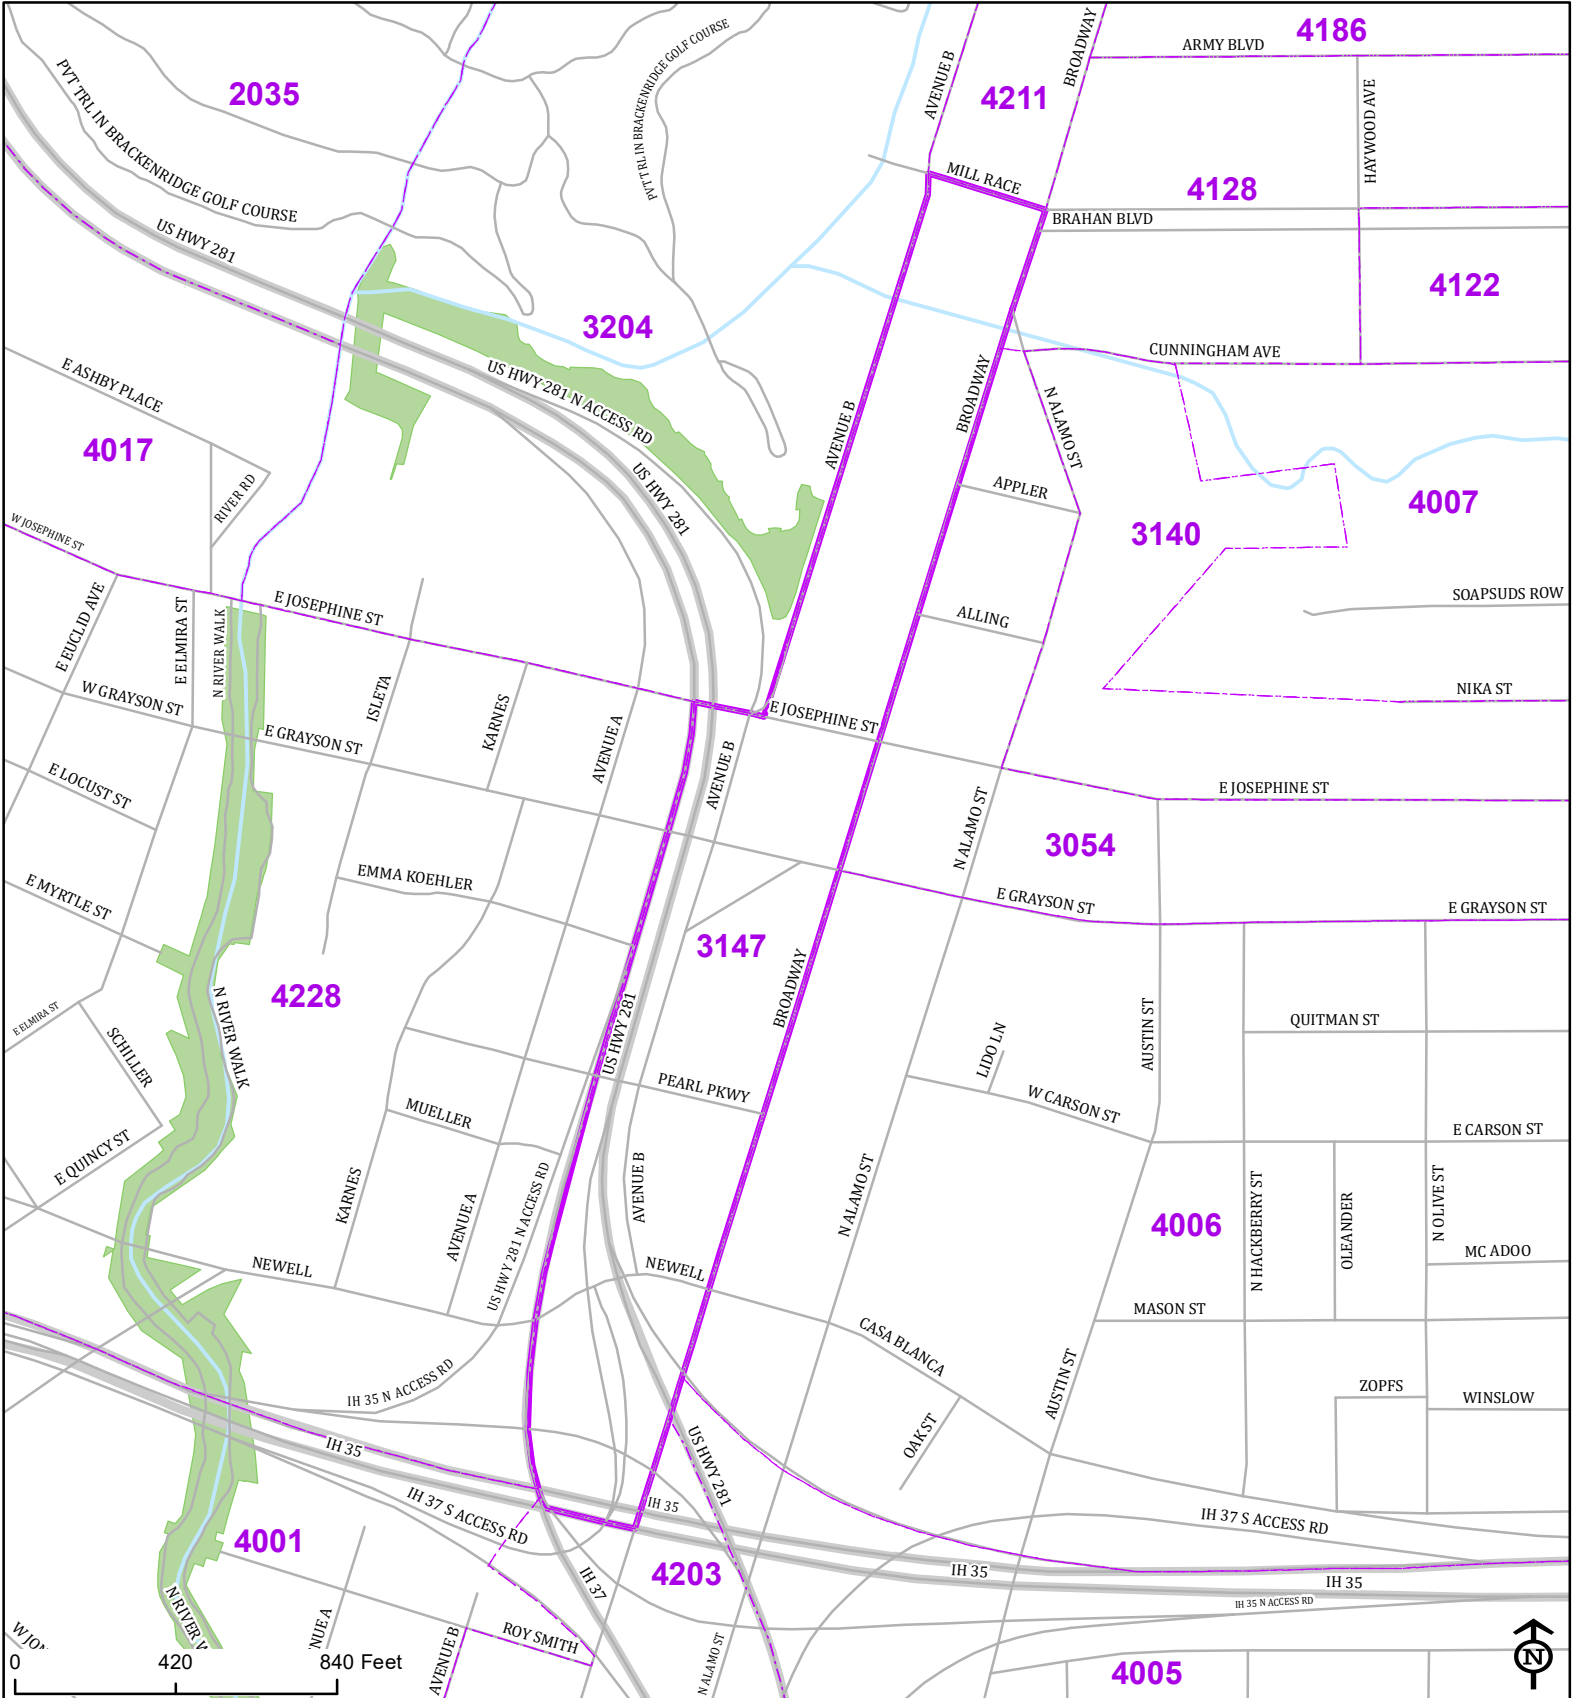 4186
ARMY BLVD
BROADWAY
PVT TRL IN BRACKENRIDGE GOLF COURSE
PVT TRL IN BRACKENRIDGE GOLF COURSE
2035
AVENUE B
4211
HAYWOOD AVE
MILL RACE
4128
BRAHAN BLVD
US HWY 281
4122
3204
CUNNINGHAM AVE
E ASHBY PLACE
US HWY 281 N ACCESS RD
BROADWAY
N ALAMO ST
AVENUE B
4017
RIVER RD
US HWY 281
APPLER
4007
W JOSEPHINE ST
3140
E EUCLID AVE
E ELMIRA ST
N RIVER WALK
E JOSEPHINE ST
ALLING
SOAPSUDS ROW
W GRAYSON ST
ISLETA
KARNES
NIKA ST
E GRAYSON ST
AVENUE A
AVENUE B
E JOSEPHINE ST
E LOCUST ST
E JOSEPHINE ST
N ALAMO ST
3054
E MYRTLE ST
EMMA KOEHLER
E GRAYSON ST
E GRAYSON ST
3147
BROADWAY
4228
N RIVER WALK
E ELMIRA ST
SCHILLER
US HWY 281
AUSTIN ST
QUITMAN ST
LIDO LN
PEARL PKWY
W CARSON ST
MUELLER
E QUINCY ST
E CARSON ST
KARNES
AVENUE A
US HWY 281 N ACCESS RD
AVENUE B
N ALAMO ST
4006
N HACKBERRY ST
OLEANDER
N OLIVE ST
NEWELL
NEWELL
MC ADOO
MASON ST
CASA BLANCA
IH 35 N ACCESS RD
AUSTIN ST
ZOPFS
WINSLOW
OAK ST
IH 35
US HWY 281
IH 37 S ACCESS RD
IH 35
IH 37 S ACCESS RD
4001
4203
IH 37
IH 35
IH 35
IH 35 N ACCESS RD
N RIVER W
W JON
NUE A
AVENUE B
ROY SMITH
N ALAMO ST
4005
N
0 420 840 Feet